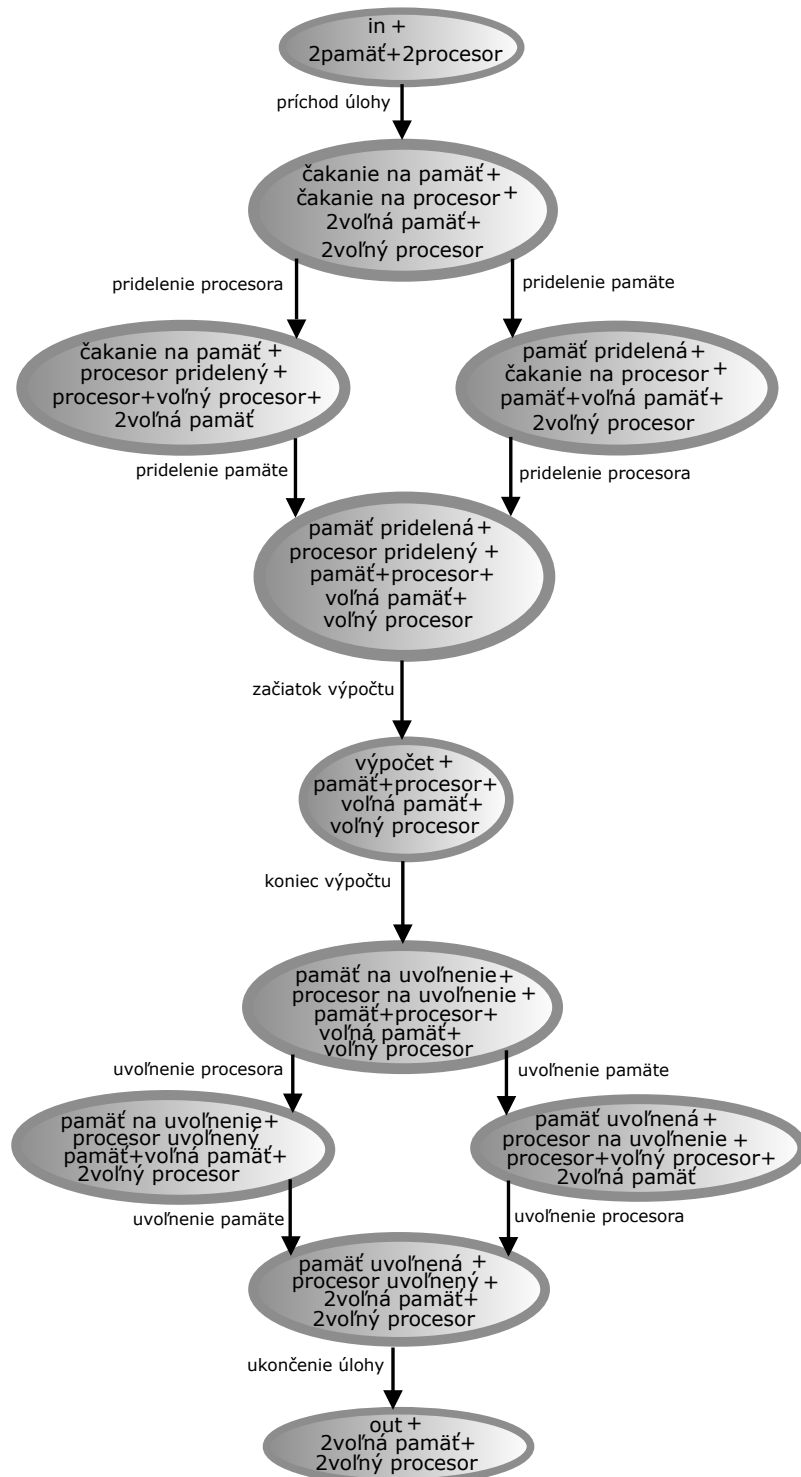 in +
2pamäť+2procesor
príchod úlohy
čakanie na pamäť+
čakanie na procesor+
2voľná pamäť+
2voľný procesor
pridelenie procesora
pridelenie pamäte
čakanie na pamäť +
procesor pridelený +
procesor+voľný procesor+
2voľná pamäť
pamäť pridelená+
čakanie na procesor+
pamäť+voľná pamäť+
2voľný procesor
pridelenie pamäte
pridelenie procesora
pamäť pridelená+
procesor pridelený +
pamäť+procesor+
voľná pamäť+
voľný procesor
začiatok výpočtu
výpočet+
pamäť+procesor+
voľná pamäť+
voľný procesor
koniec výpočtu
pamäť na uvoľnenie+
procesor na uvoľnenie +
pamäť+procesor+
voľná pamäť+
voľný procesor
uvoľnenie procesora
uvoľnenie pamäte
pamäť na uvoľnenie+
procesor uvoľnený
pamäť+voľná pamäť+
2voľný procesor
pamäť uvoľnená+
procesor na uvoľnenie +
procesor+voľný procesor+
2voľná pamäť
uvoľnenie pamäte
uvoľnenie procesora
pamäť uvoľnená +
procesor uvoľnený +
2voľná pamäť+
2voľný procesor
ukončenie úlohy
out+
2voľná pamäť+
2voľný procesor